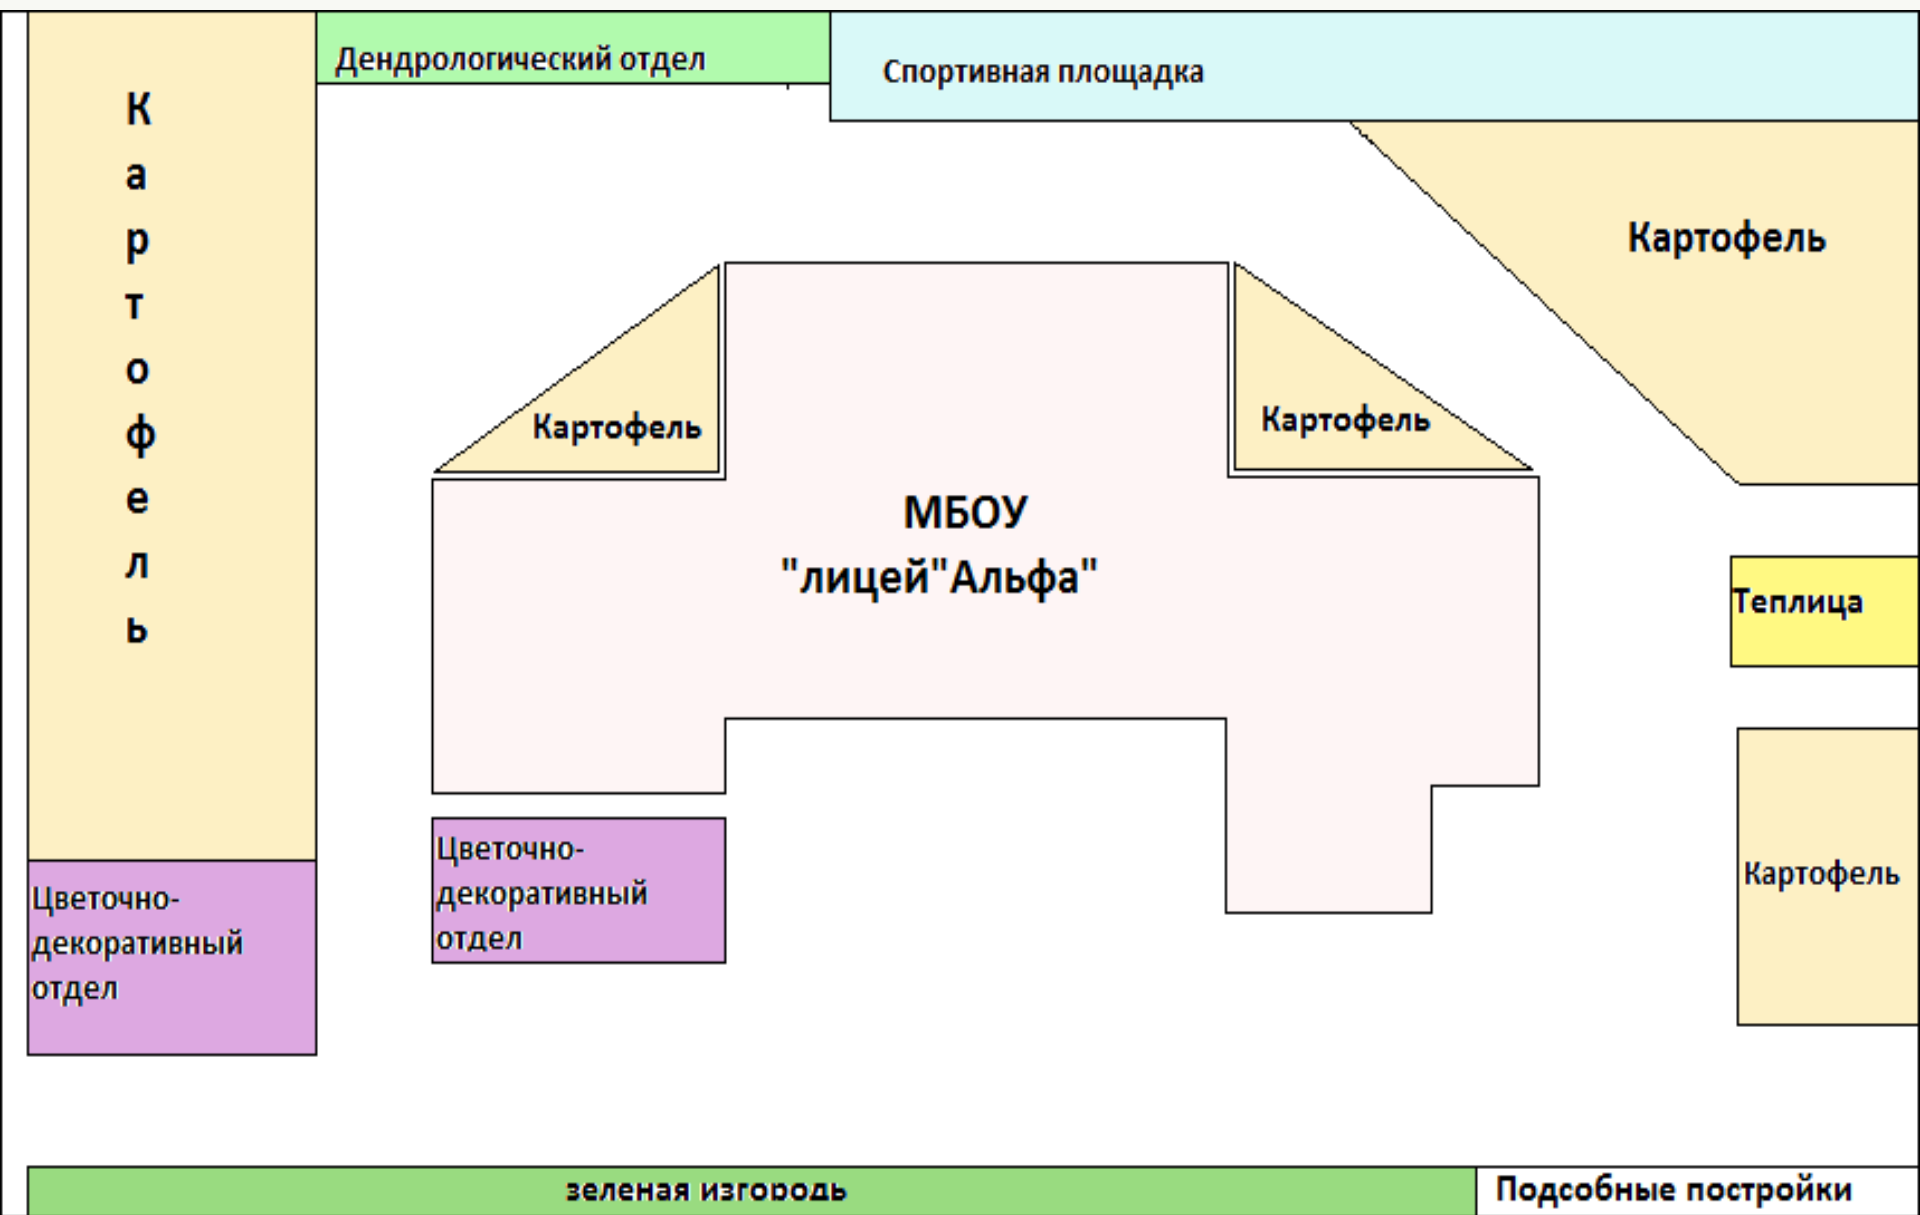 Дендрологический отдел
Спортивная площадка
Картофель
Картофель
Картофель
Картофель
МБОУ
"лицей"Альфа"
Теплица
Картофель
Цветочно-
декоративный
отдел
Цветочно-
декоративный
отдел
зеленая изгородь
Подсобные постройки